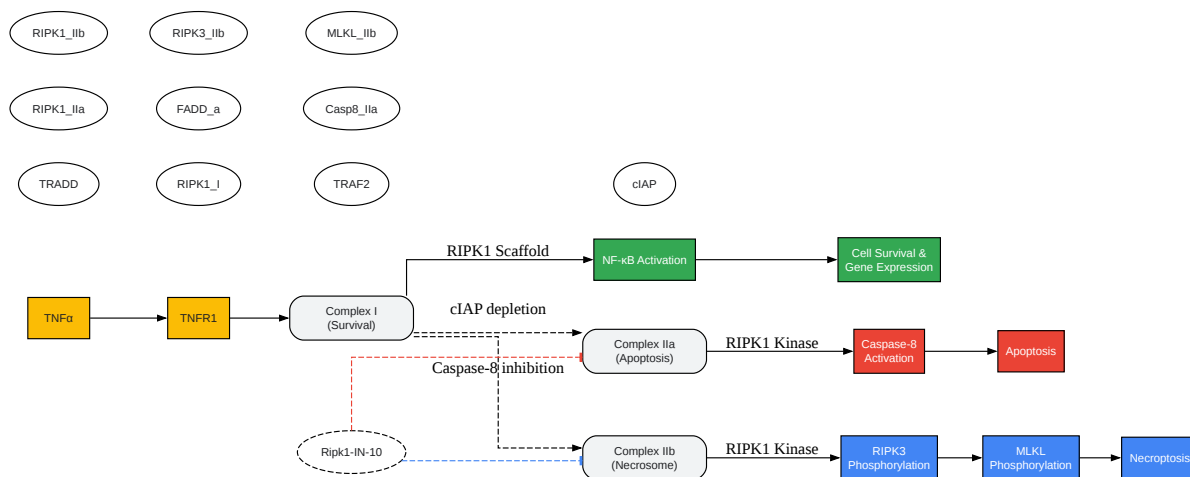 RIPK1_IIb
RIPK3_IIb
MLKL_IIb
RIPK1_IIa
FADD_a
Casp8_IIa
TRADD
RIPK1_I
TRAF2
cIAP
RIPK1 Scaffold
NF-κB Activation
Cell Survival &
Gene Expression
TNFα
TNFR1
Complex I
(Survival)
cIAP depletion
Complex IIa
(Apoptosis)
RIPK1 Kinase
Caspase-8
Activation
Apoptosis
Caspase-8 inhibition
Ripk1-IN-10
Complex IIb
(Necrosome)
RIPK1 Kinase
RIPK3
Phosphorylation
MLKL
Phosphorylation
Necroptosis